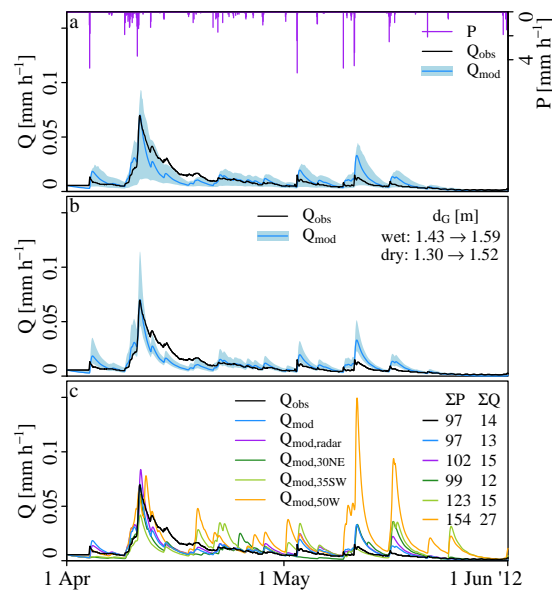 a
P
Q_obs
Q_mod
0
4
P [mm h⁻¹]
0
0.05
0.1
Q [mm h⁻¹]
b
Q_obs
Q_mod
d_G [m]
wet: 1.43 → 1.59
dry: 1.30 → 1.52
0
0.05
0.1
Q [mm h⁻¹]
c
ΣP ΣQ
Q_obs 97 14
Q_mod 97 13
Q_mod,radar 102 15
Q_mod,30NE 99 12
Q_mod,35SW 123 15
Q_mod,50W 154 27
0
0.05
0.1
Q [mm h⁻¹]
1 Apr
1 May
1 Jun '12